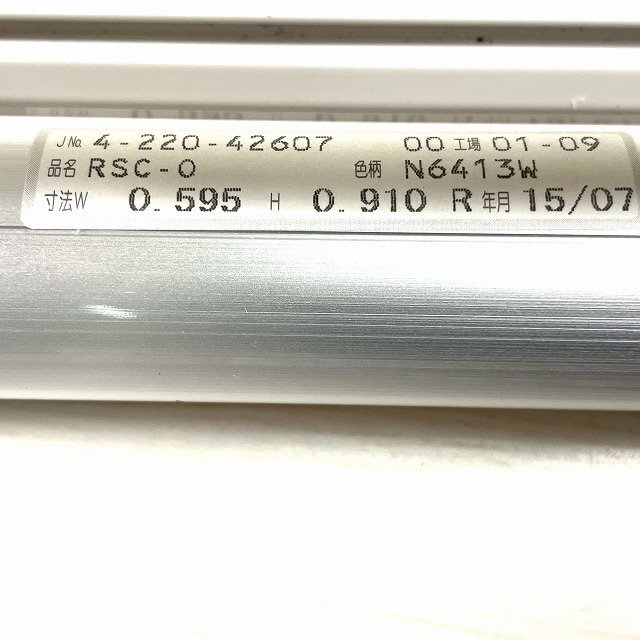 J No. 4-220-42607 00 工場 01-09
品名 RSC-0 色柄 N6413W
寸法W 0.595 H 0.910 R 年月 15/07